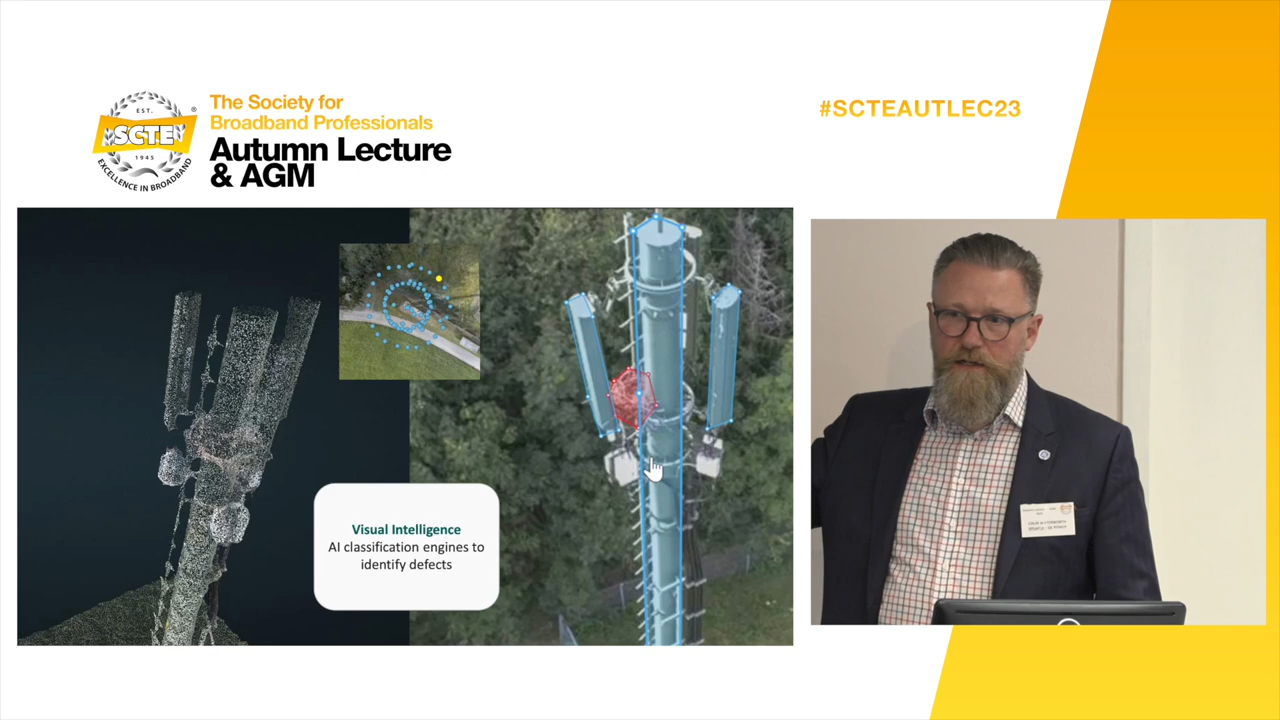 EST.
SCTE
®
1945
EXCELLENCE IN BROADBAND
The Society for
Broadband Professionals
Autumn Lecture
& AGM
#SCTEAUTLEC23
Visual Intelligence
AI classification engines to
identify defects